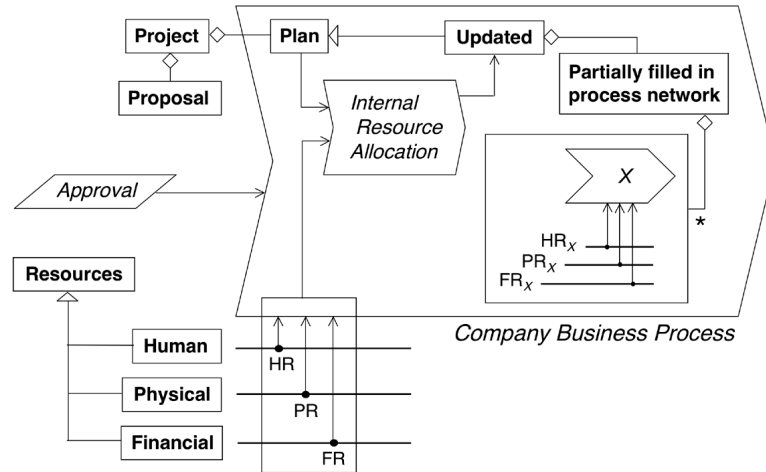 Project
Plan
Updated
Proposal
Partially filled in
process network
Internal
Resource
Allocation
Approval
X
*
HRX
PRX
FRX
Resources
Company Business Process
Human
HR
Physical
PR
Financial
FR